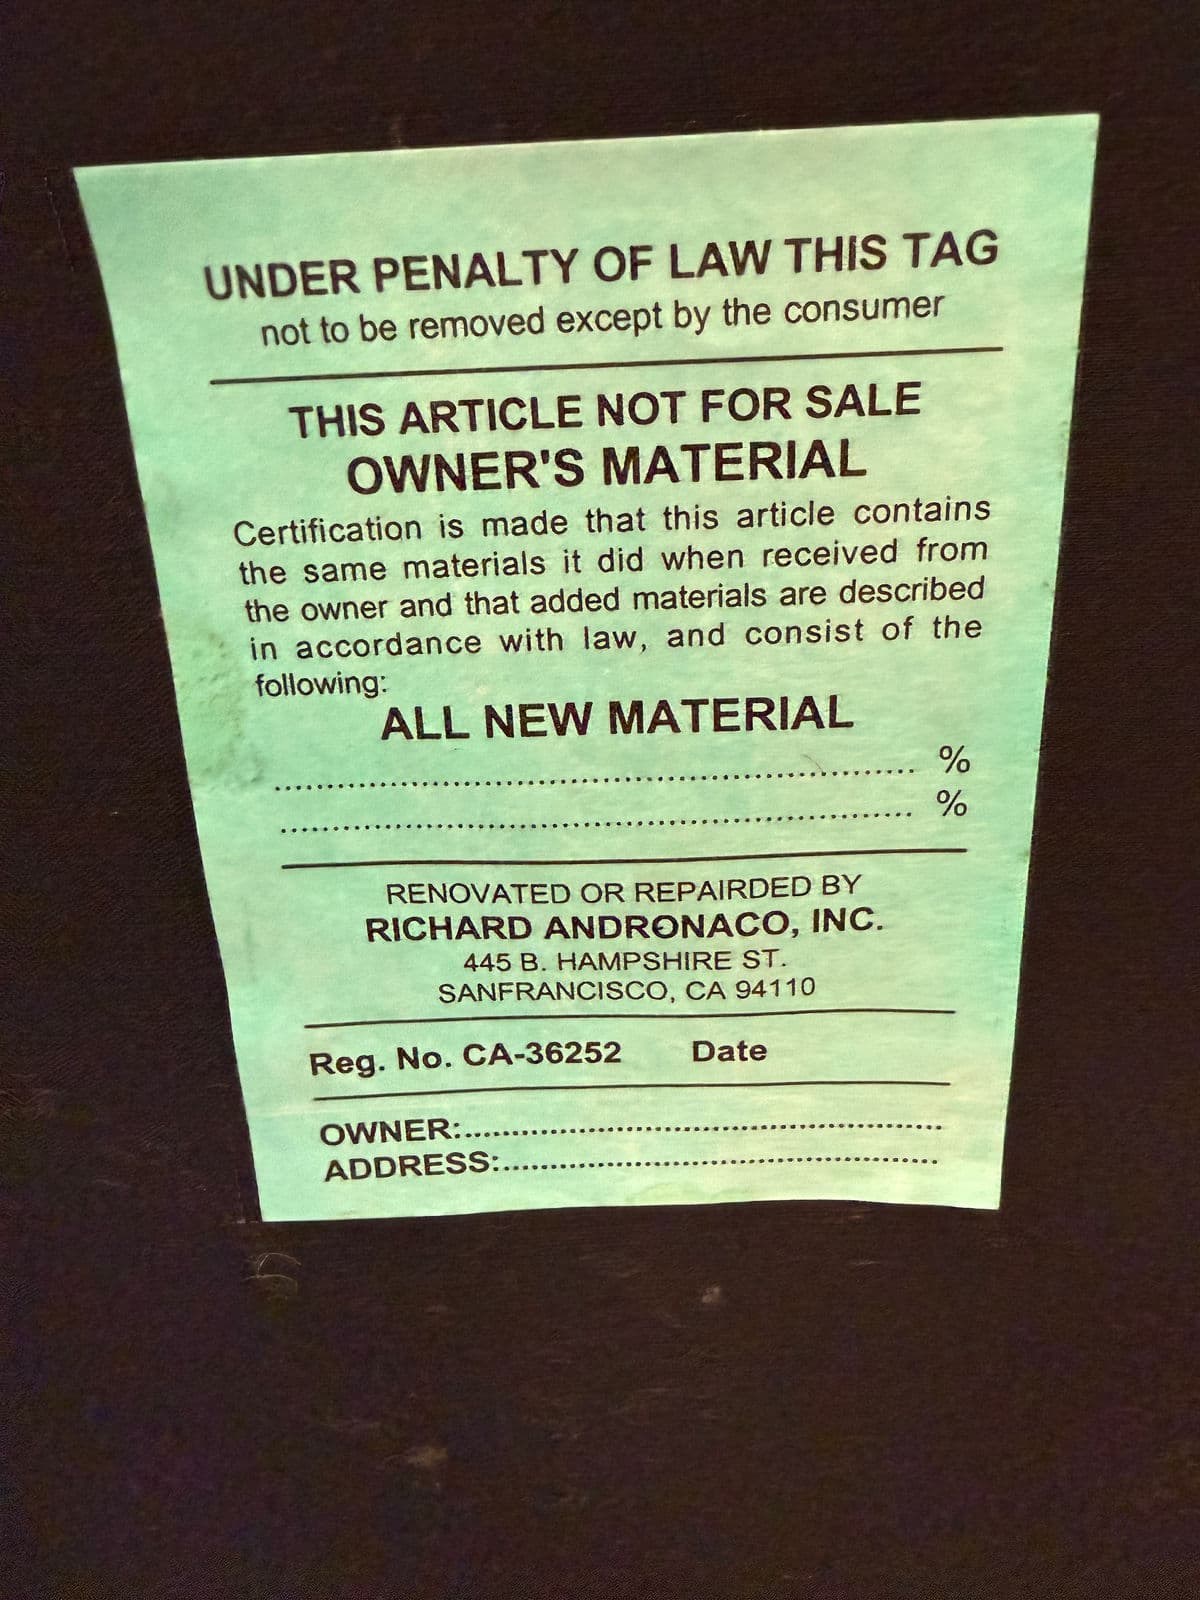 UNDER PENALTY OF LAW THIS TAG
not to be removed except by the consumer
THIS ARTICLE NOT FOR SALE
OWNER'S MATERIAL
Certification is made that this article contains
the same materials it did when received from
the owner and that added materials are described
in accordance with law, and consist of the
following:
ALL NEW MATERIAL
.................................................................. %
.................................................................. %
RENOVATED OR REPAIRDED BY
RICHARD ANDRONACO, INC.
445 B. HAMPSHIRE ST.
SANFRANCISCO, CA 94110
Reg. No. CA-36252 Date
OWNER:....................................................
ADDRESS:...............................................